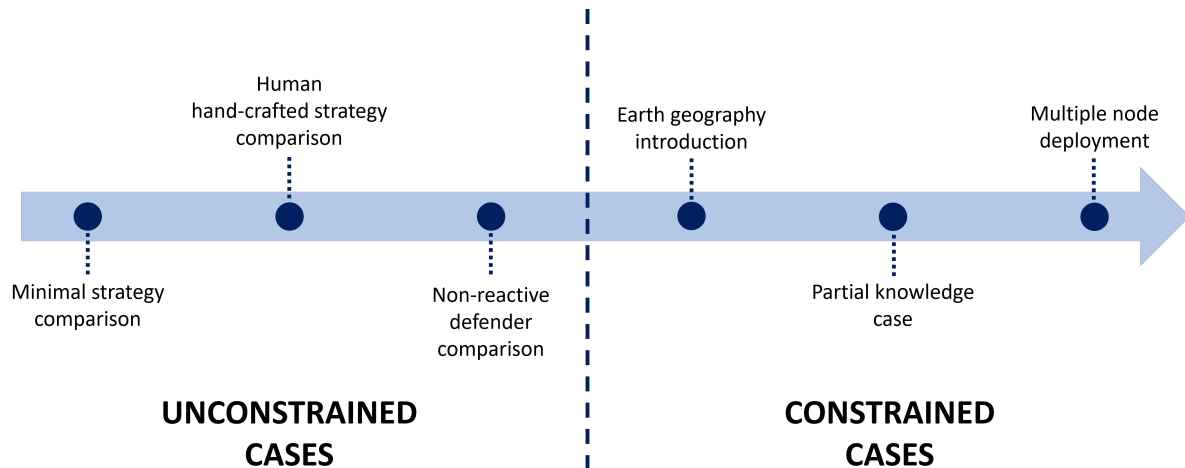 Human
hand-crafted strategy
comparison
Earth geography
introduction
Multiple node
deployment
Minimal strategy
comparison
Non-reactive
defender
comparison
Partial knowledge
case
UNCONSTRAINED
CASES
CONSTRAINED
CASES